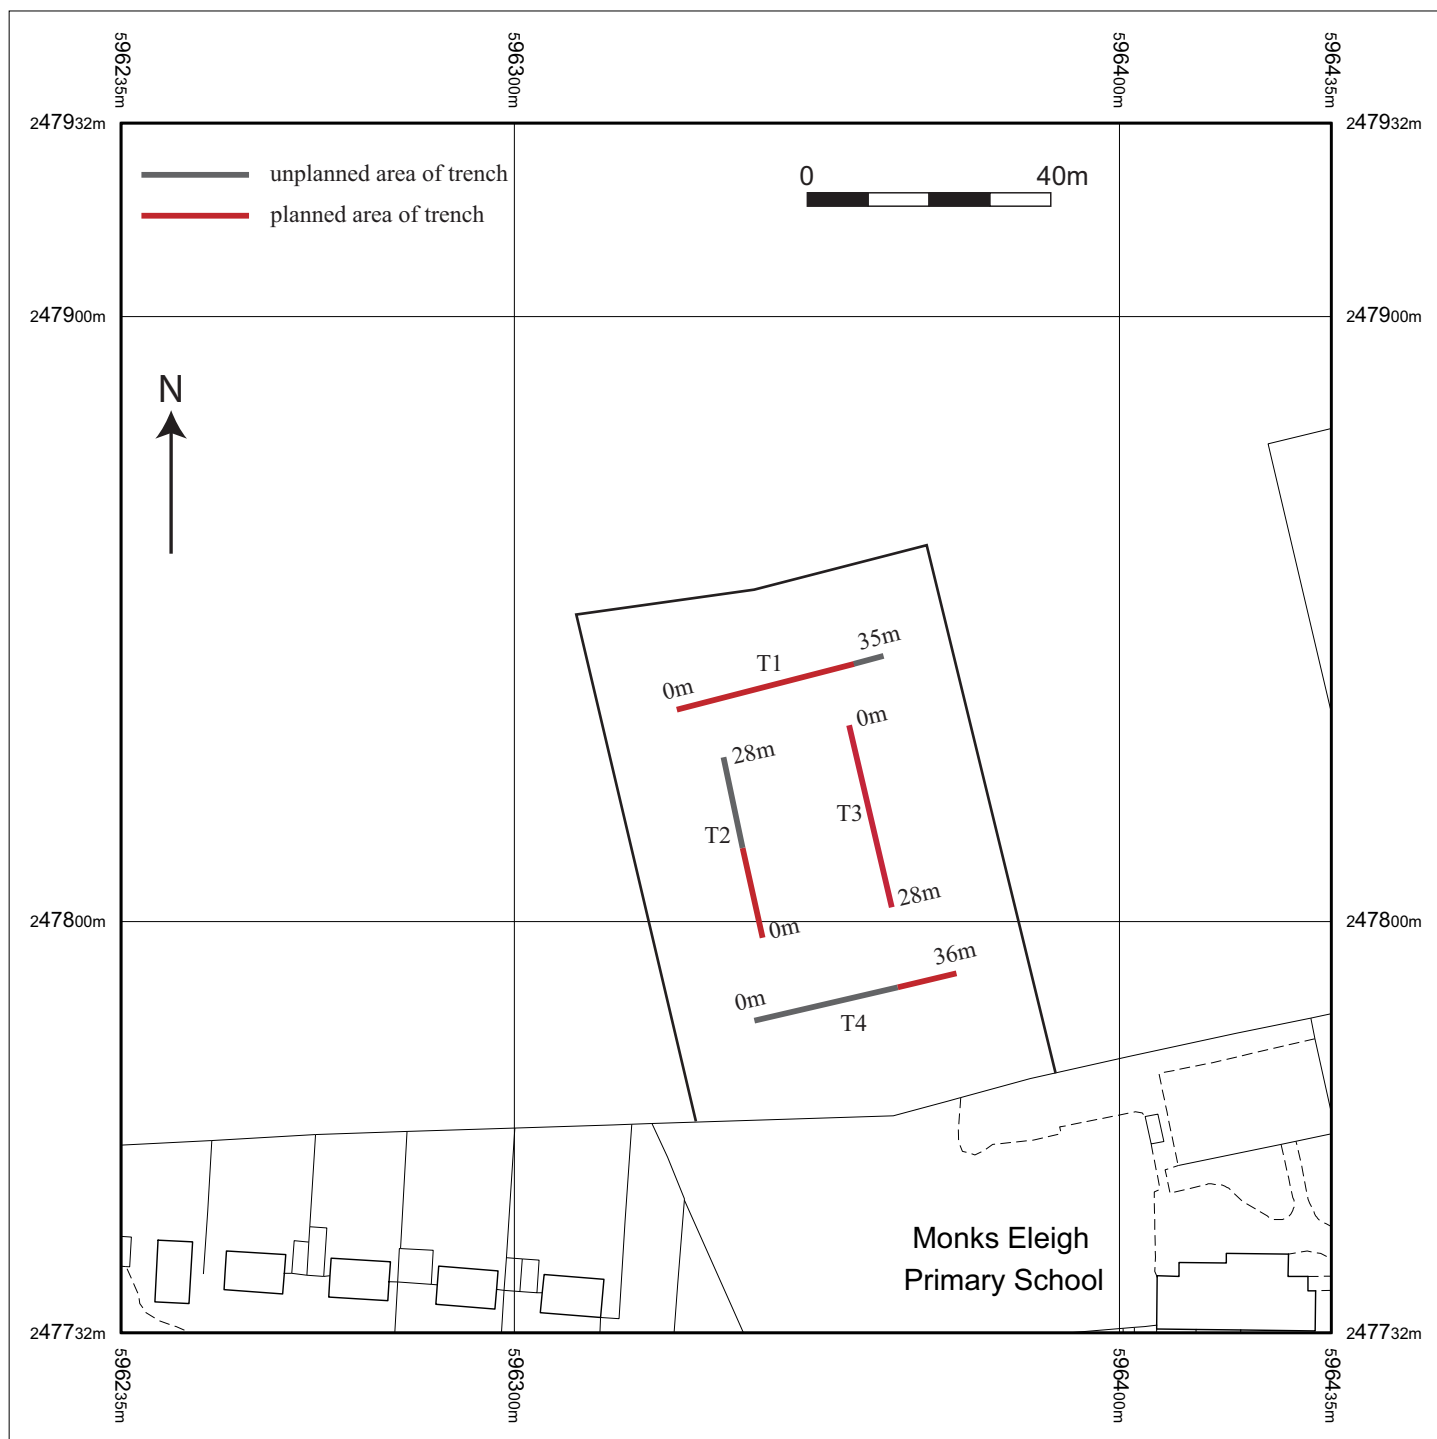 596235m
596300m
596400m
596435m
247932m
247932m
unplanned area of trench
0 40m
planned area of trench
247900m
247900m
N
35m
T1
0m
0m
28m
T3
T2
28m
0m
247800m
247800m
36m
0m
T4
Monks Eleigh
Primary School
247732m
247732m
596235m
596300m
596400m
596435m